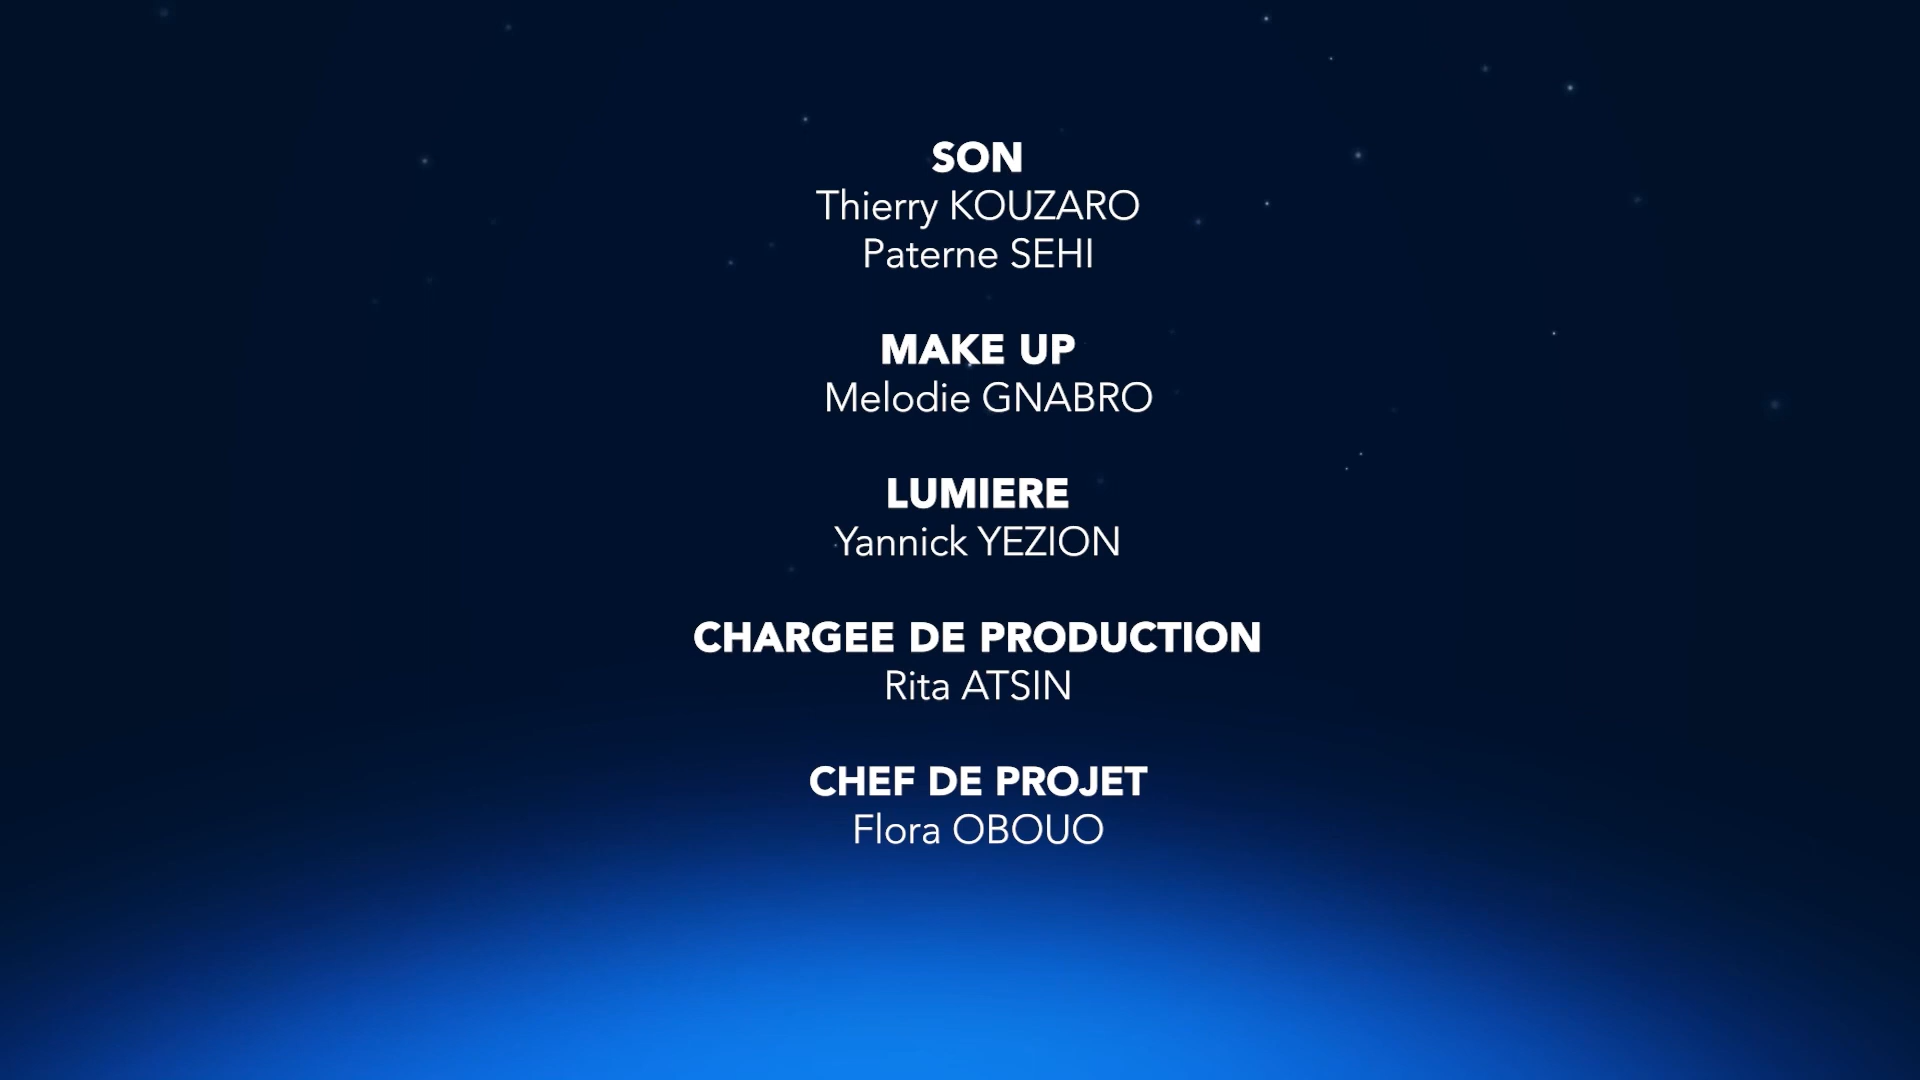 SON
Thierry KOUZARO
Paterne SEHI
MAKE UP
Melodie GNABRO
LUMIERE
Yannick YEZION
CHARGEE DE PRODUCTION
Rita ATSIN
CHEF DE PROJET
Flora OBOUO